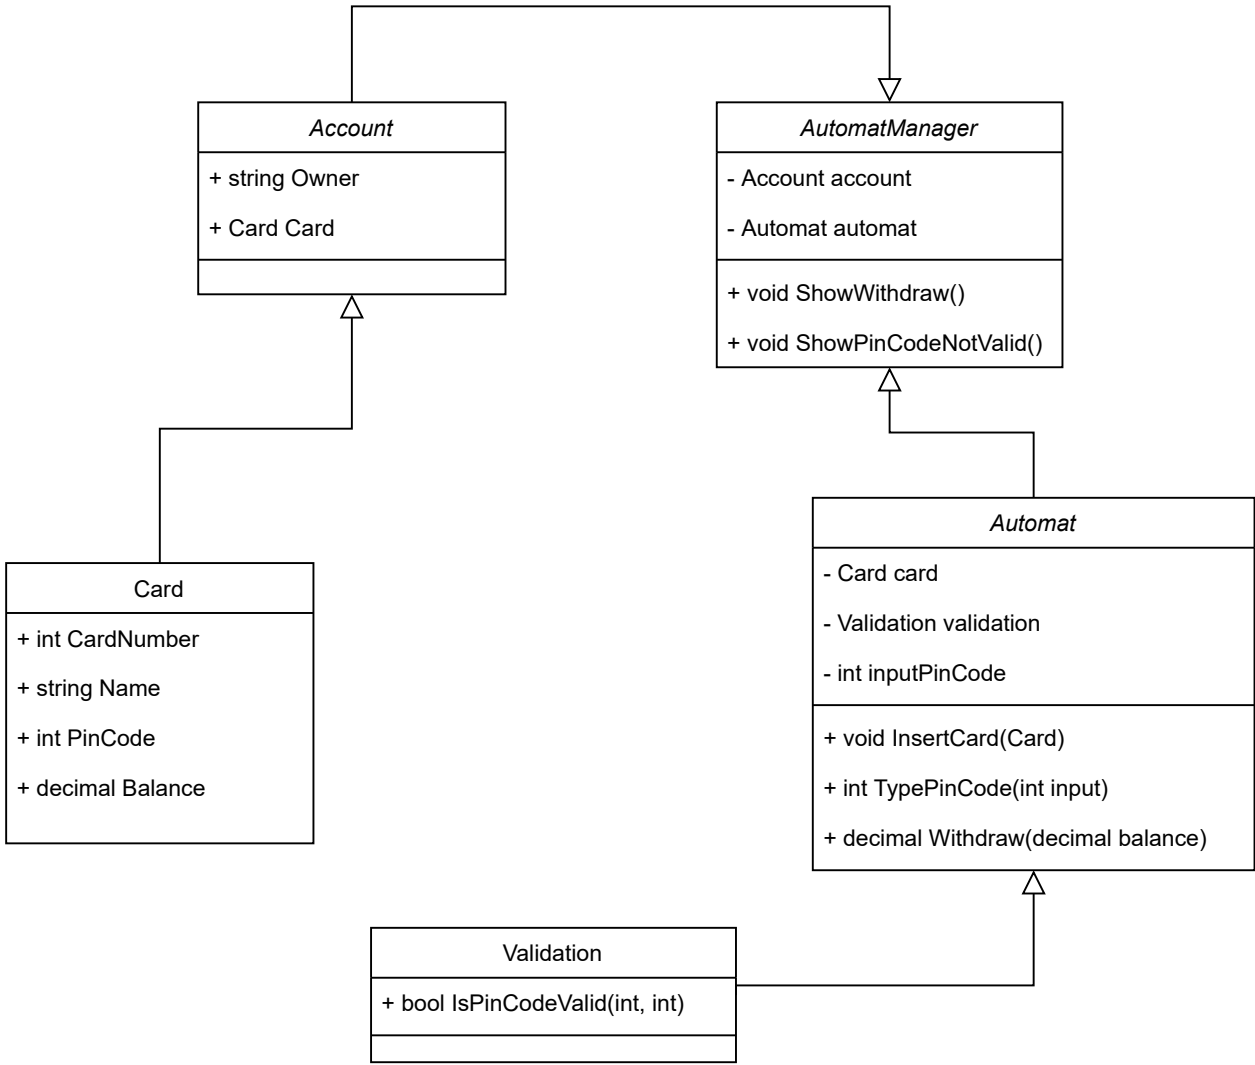 Account
+ string Owner
+ Card Card
AutomatManager
- Account account
- Automat automat
+ void ShowWithdraw()
+ void ShowPinCodeNotValid()
Card
+ int CardNumber
+ string Name
+ int PinCode
+ decimal Balance
Automat
- Card card
- Validation validation
- int inputPinCode
+ void InsertCard(Card)
+ int TypePinCode(int input)
+ decimal Withdraw(decimal balance)
Validation
+ bool IsPinCodeValid(int, int)